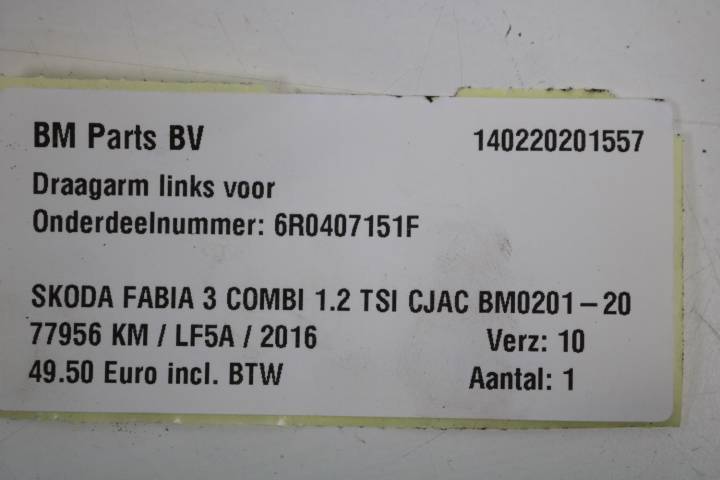 BM Parts BV 140220201557
Draagarm links voor
Onderdeelnummer: 6R0407151F
SKODA FABIA 3 COMBI 1.2 TSI CJAC BM0201-20
77956 KM / LF5A / 2016 Verz: 10
49.50 Euro incl. BTW Aantal: 1